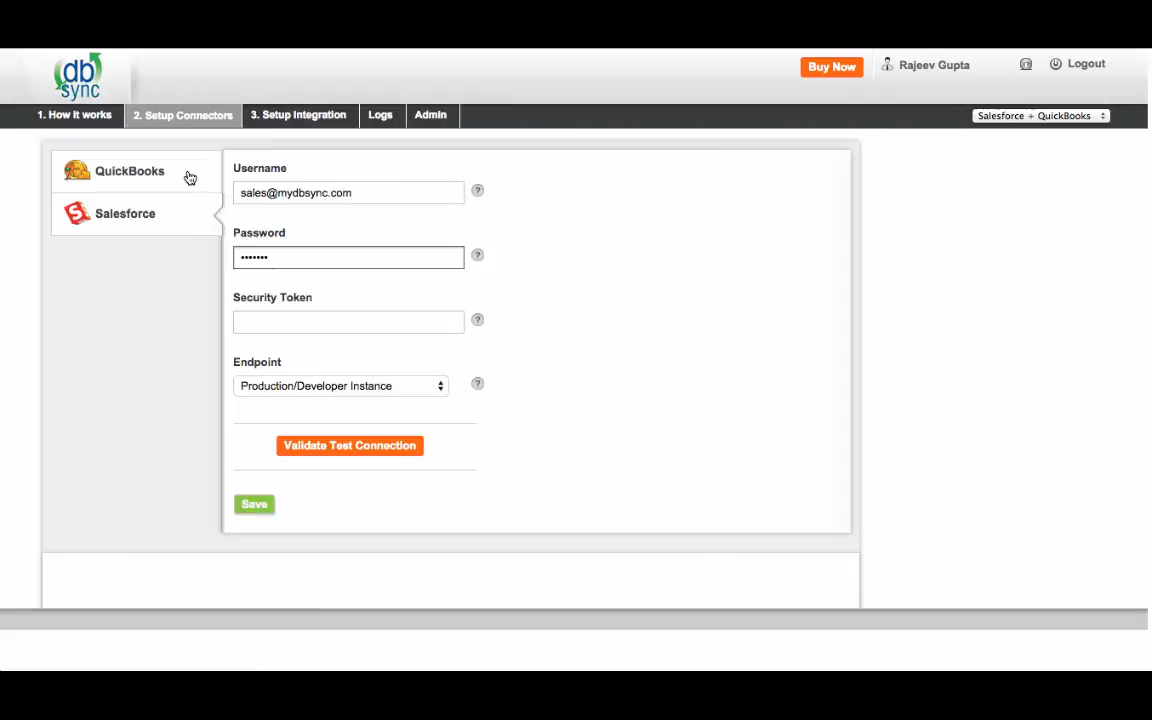 db
sync
Buy Now
Rajeev Gupta
Logout
1. How it works
2. Setup Connectors
3. Setup Integration
Logs
Admin
Salesforce + QuickBooks
QuickBooks
Salesforce
Username
sales@mydbsync.com
?
Password
•••••••
?
Security Token
?
Endpoint
Production/Developer Instance
?
Validate Test Connection
Save